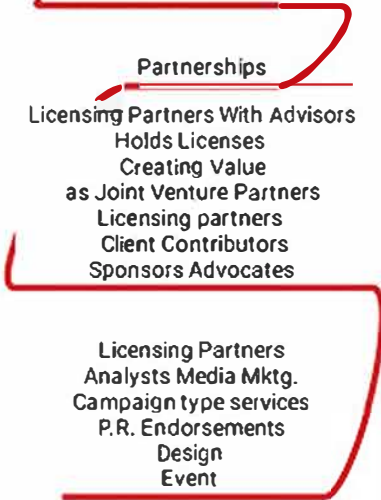 Partnerships
Licensing Partners With Advisors
Holds Licenses
Creating Value
as Joint Venture Partners
Licensing partners
Client Contributors
Sponsors Advocates
Licensing Partners
Analysts Media Mktg.
Campaign type services
P.R. Endorsements
Design
Event